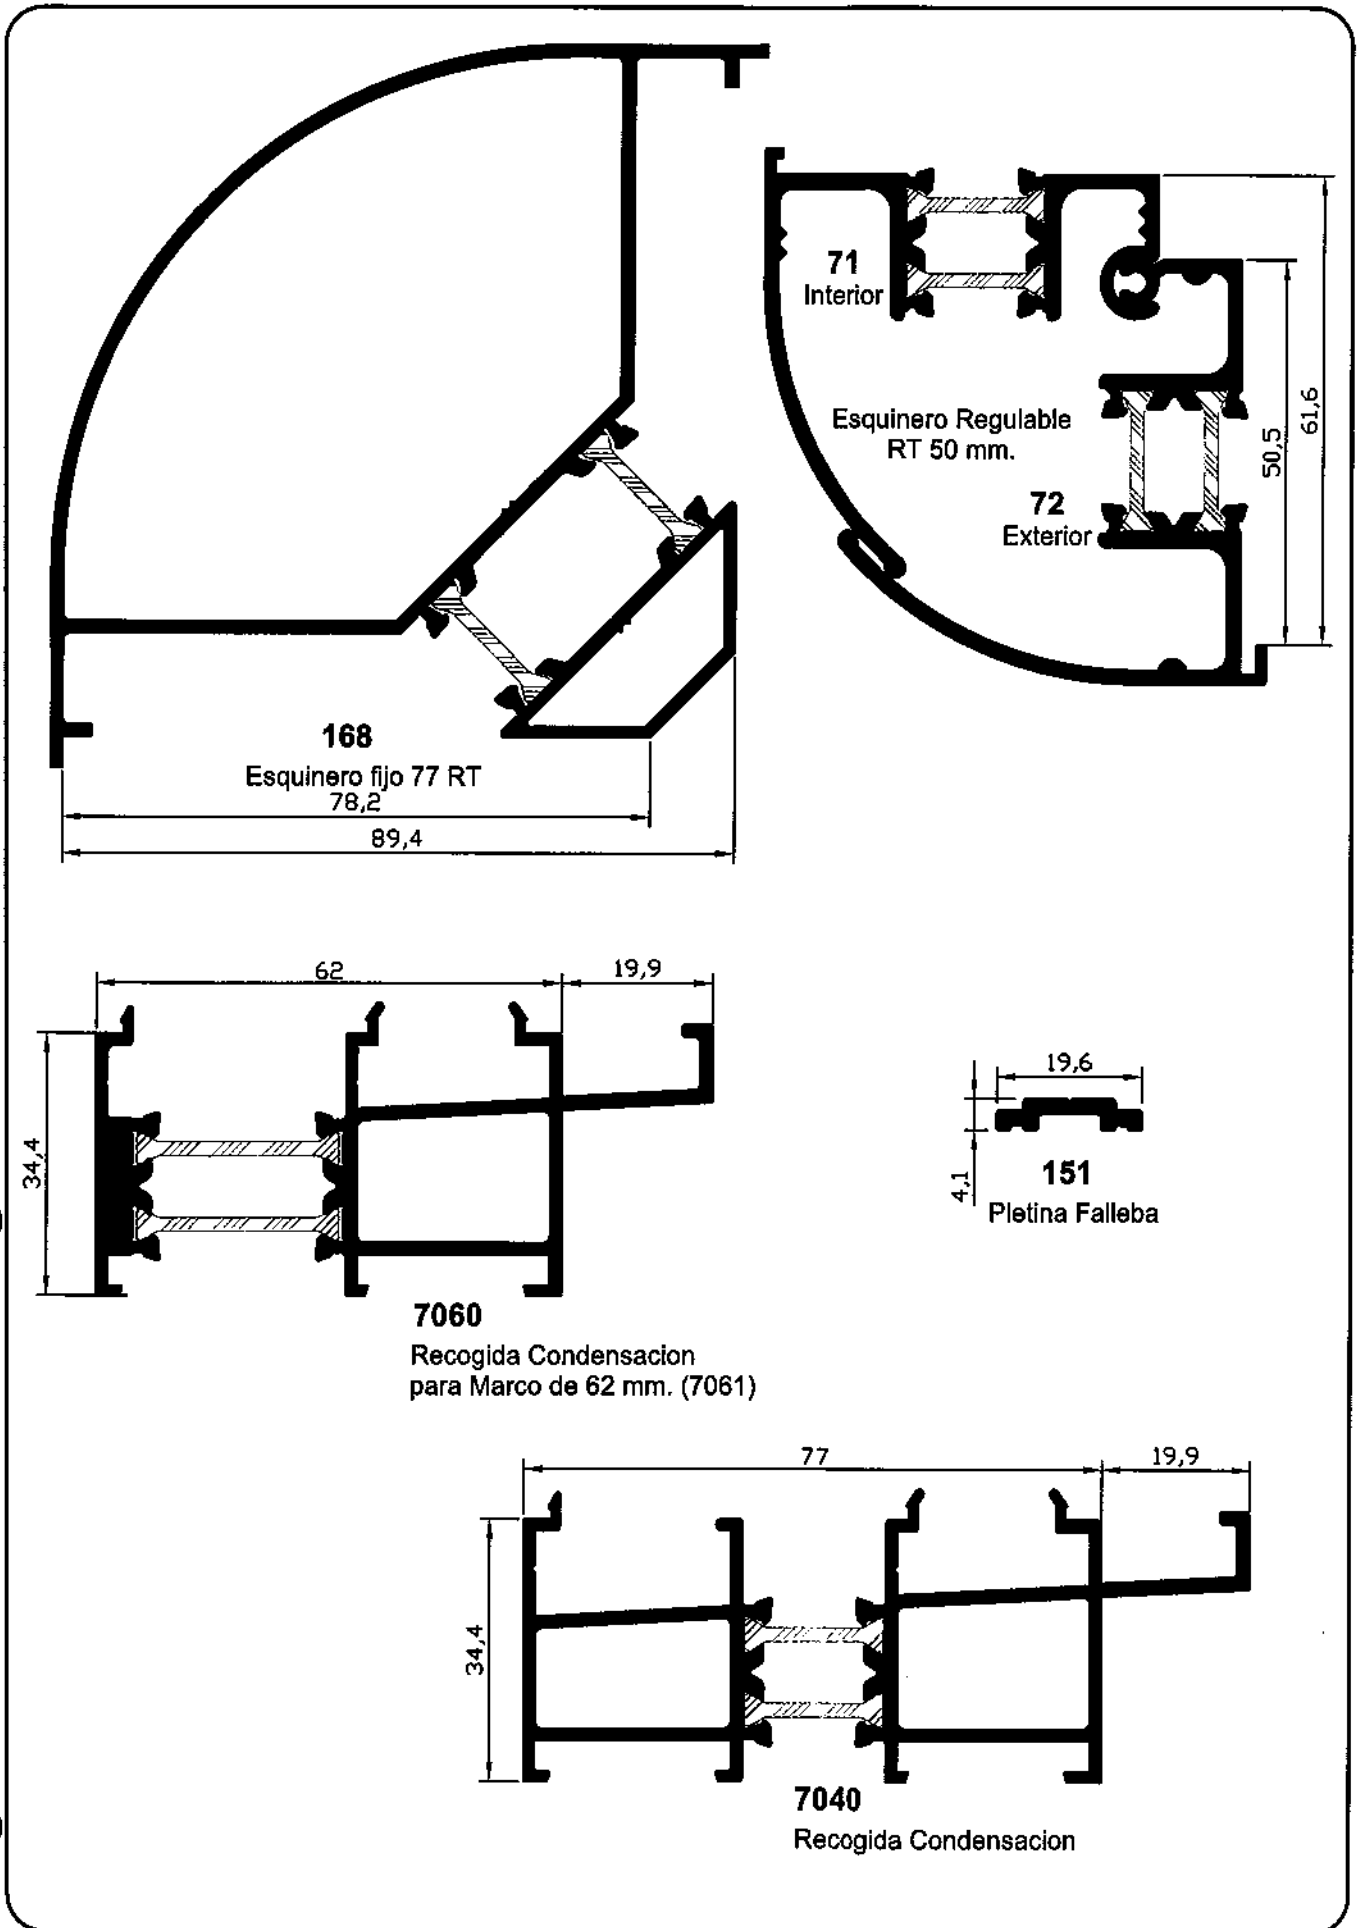 71
Interior
Esquinero Regulable
RT 50 mm.
72
Exterior
50,5
61,6
168
Esquinero fijo 77 RT
78,2
89,4
62
19,9
34,4
7060
Recogida Condensacion
para Marco de 62 mm. (7061)
19,6
4,1
151
Pletina Falleba
77
19,9
34,4
7040
Recogida Condensacion